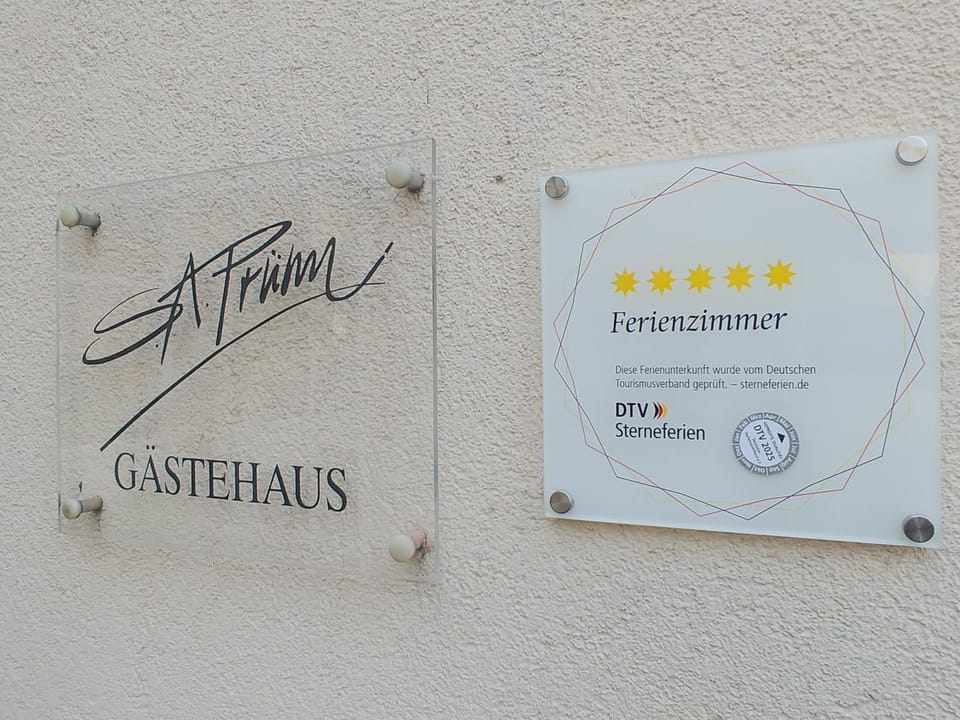 S.A. Prüm
GÄSTEHAUS
Ferienzimmer
Diese Ferienunterkunft wurde vom Deutschen
Tourismusverband geprüft. – sterneferien.de
DTV
Sterneferien
DTV 2025